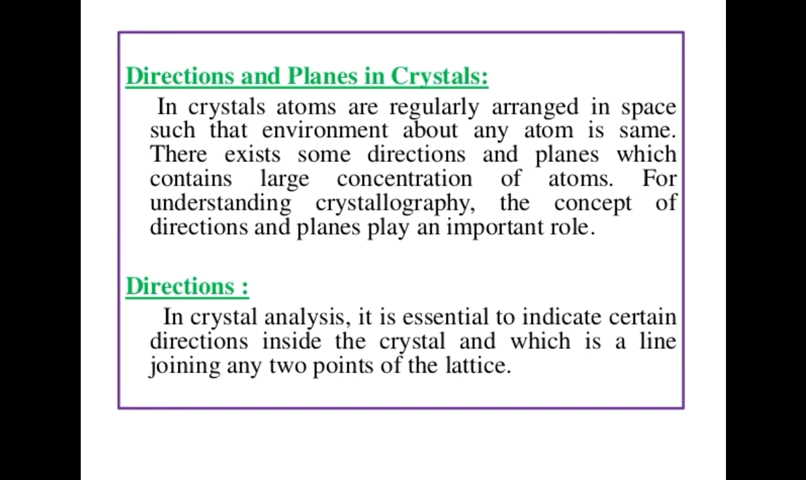 Directions and Planes in Crystals:
In crystals atoms are regularly arranged in space
such that environment about any atom is same.
There exists some directions and planes which
contains large concentration of atoms. For
understanding crystallography, the concept of
directions and planes play an important role.
Directions :
In crystal analysis, it is essential to indicate certain
directions inside the crystal and which is a line
joining any two points of the lattice.